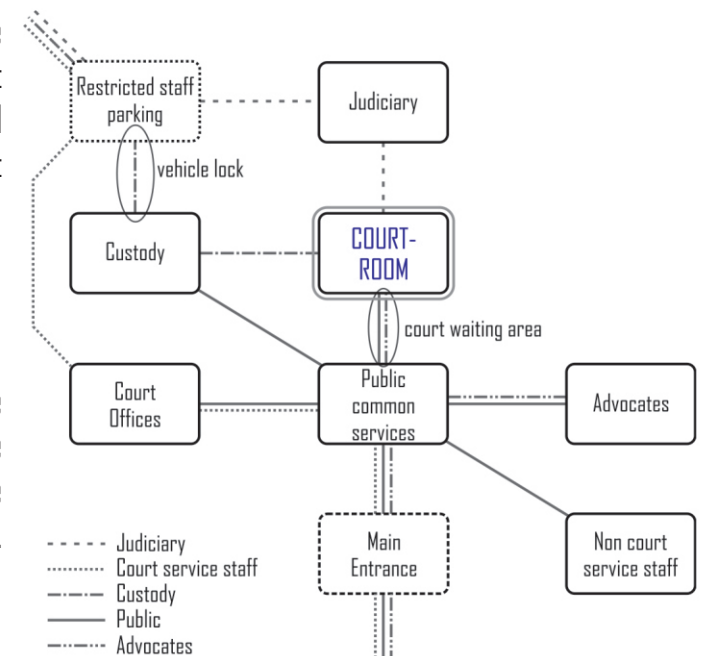 Restricted staff
parking
Judiciary
vehicle lock
Custody
COURT-
ROOM
court waiting area
Court
Offices
Public
common
services
Advocates
Main
Entrance
Non court
service staff
Judiciary
Court service staff
Custody
Public
Advocates